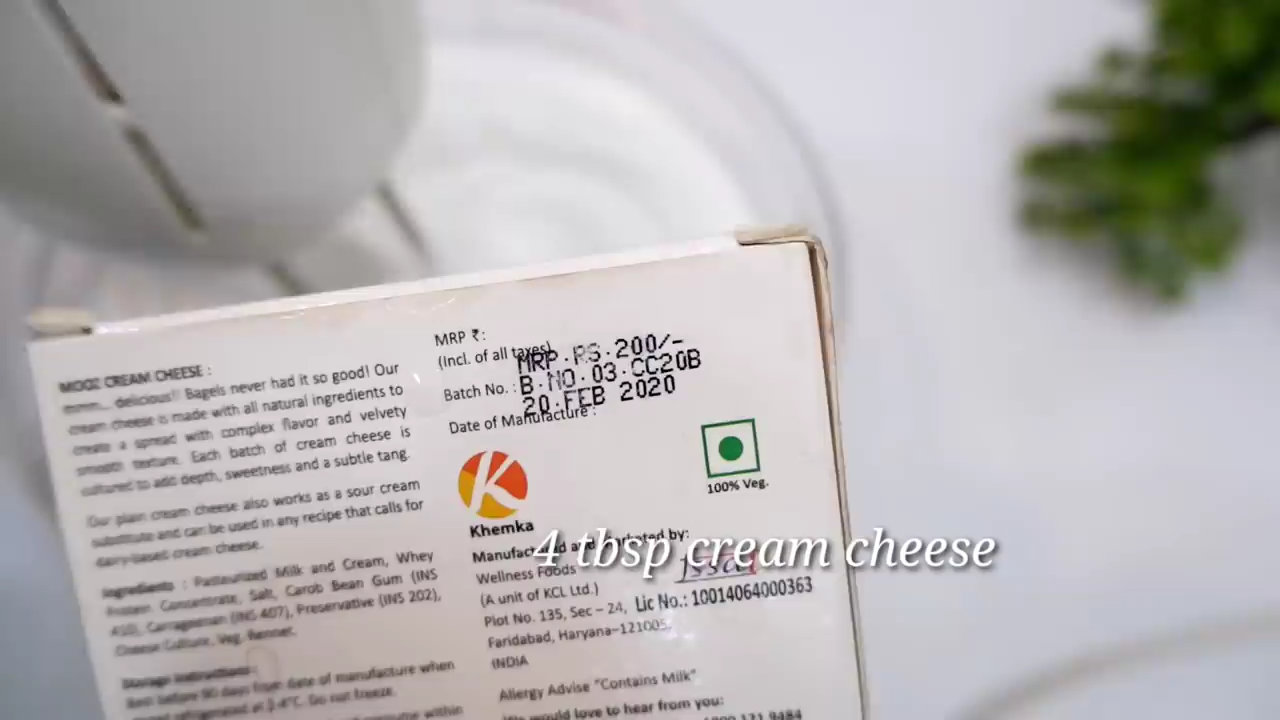 MOOZ CREAM CHEESE :
mmm... delicious!! Bagels never had it so good! Our
cream cheese is made with all natural ingredients to
create a spread with complex flavor and velvety
smooth texture. Each batch of cream cheese is
cultured to add depth, sweetness and a subtle tang.
Our plain cream cheese also works as a sour cream
substitute and can be used in any recipe that calls for
dairy-based cream cheese.
Ingredients : Pasteurized Milk and Cream, Whey
Protein Concentrate, Salt, Carob Bean Gum (INS
410), Carrageenan (INS 407), Preservative (INS 202),
Cheese Culture, Veg. Rennet.
Storage Instructions :
Best before 90 days from date of manufacture when
refrigerated at 2-4°C. Do not freeze.
within
MRP ₹:
(Incl. of all taxes)
MRP.RS.200/-
Batch No. :
B.NO.03.CC20B
20.FEB 2020
Date of Manufacture :
K
Khemka
100% Veg.
Manufactured and Marketed by:
4 tbsp cream cheese
Wellness Foods
fssai
(A unit of KCL Ltd.)
Lic No.: 10014064000363
Plot No. 135, Sec – 24,
Faridabad, Haryana–121005,
INDIA
Allergy Advise "Contains Milk"
We would love to hear from you: